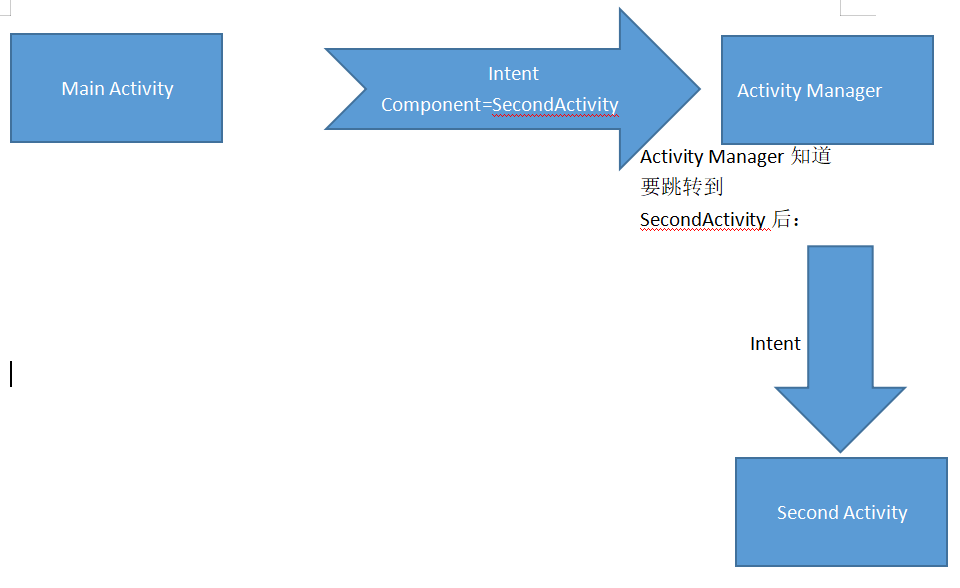 Main Activity
Intent
Component=SecondActivity
Activity Manager
Activity Manager 知道
要跳转到
SecondActivity 后：
Intent
Second Activity